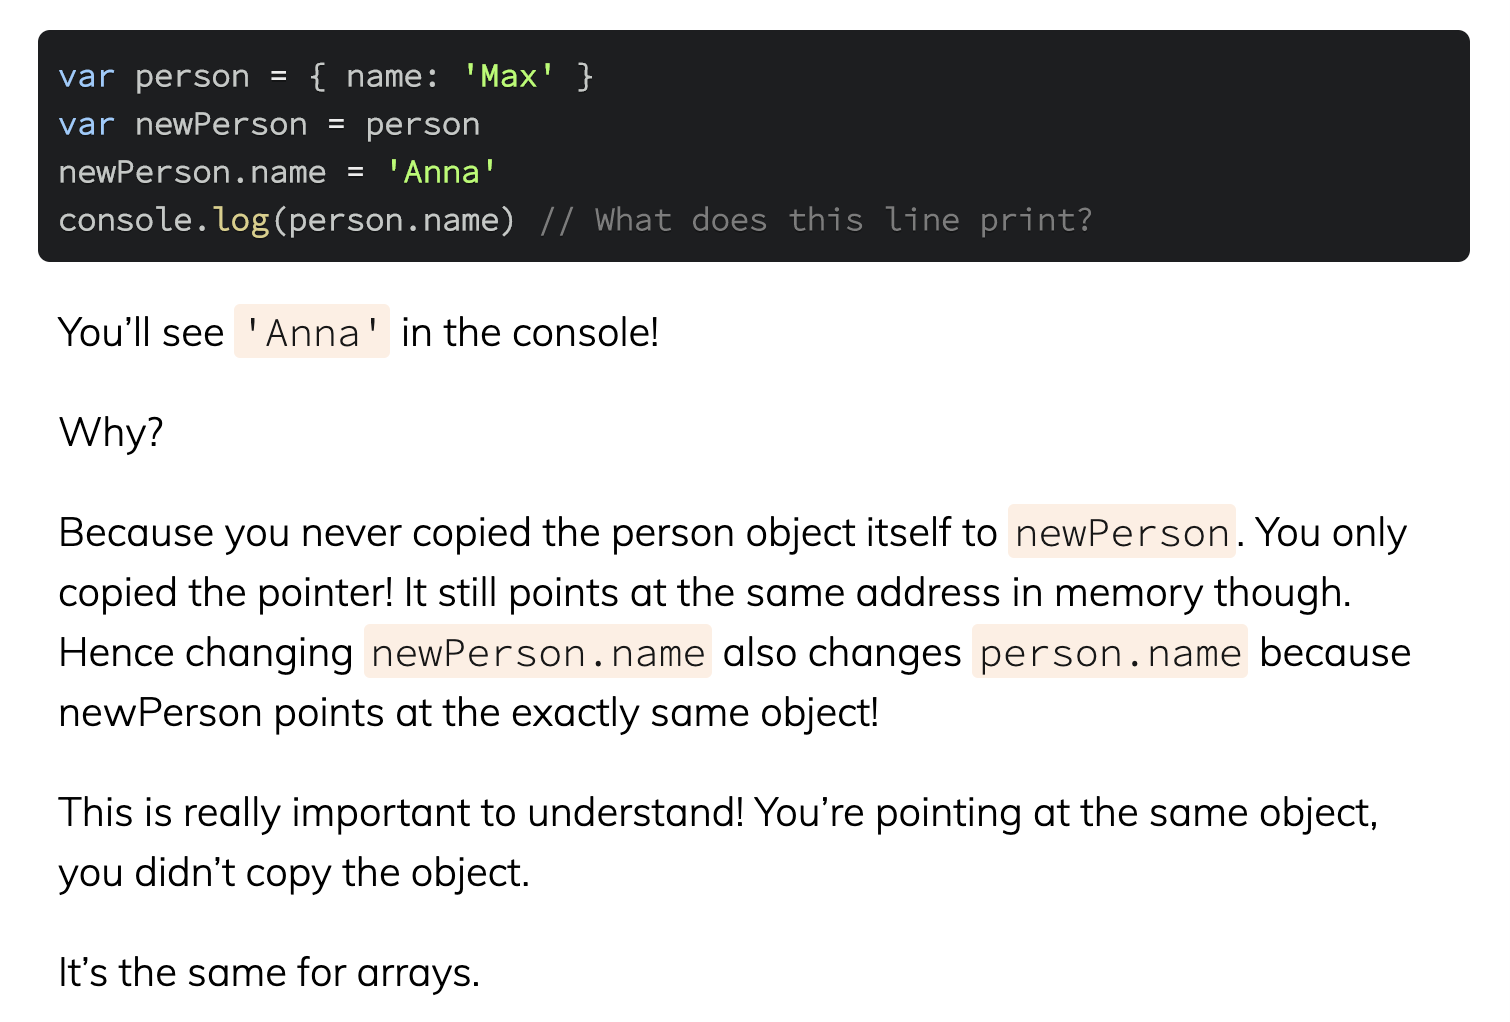 var person = { name: 'Max' }
var newPerson = person
newPerson.name = 'Anna'
console.log(person.name) // What does this line print?
You’ll see 'Anna' in the console!
Why?
Because you never copied the person object itself to newPerson. You only
copied the pointer! It still points at the same address in memory though.
Hence changing newPerson.name also changes person.name because
newPerson points at the exactly same object!
This is really important to understand! You’re pointing at the same object,
you didn’t copy the object.
It’s the same for arrays.